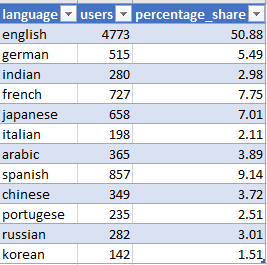 language users percentage_share
english 4773 50.88
german 515 5.49
indian 280 2.98
french 727 7.75
japanese 658 7.01
italian 198 2.11
arabic 365 3.89
spanish 857 9.14
chinese 349 3.72
portugese 235 2.51
russian 282 3.01
korean 142 1.51